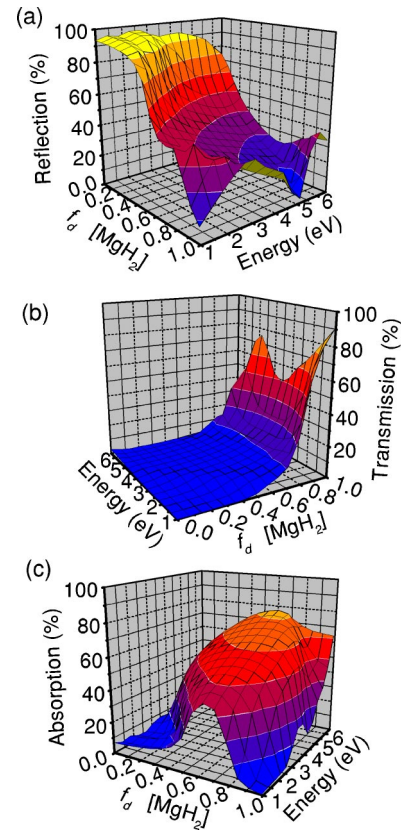 (a)
100
80
60
40
20
0.0
Reflection (%)
0.2
0.4
0.6
0.8
1.0
f_d [MgH_2]
1 2 3 4 5 6
Energy (eV)
(b)
100
80
60
40
20
Transmission (%)
6 5 4 3 2 1
Energy (eV)
0.0 0.2 0.4 0.6 0.8 1.0
f_d [MgH_2]
(c)
100
80
60
40
20
0.0
Absorption (%)
0.2 0.4 0.6 0.8 1.0
f_d [MgH_2]
1 2 3 4 5 6
Energy (eV)